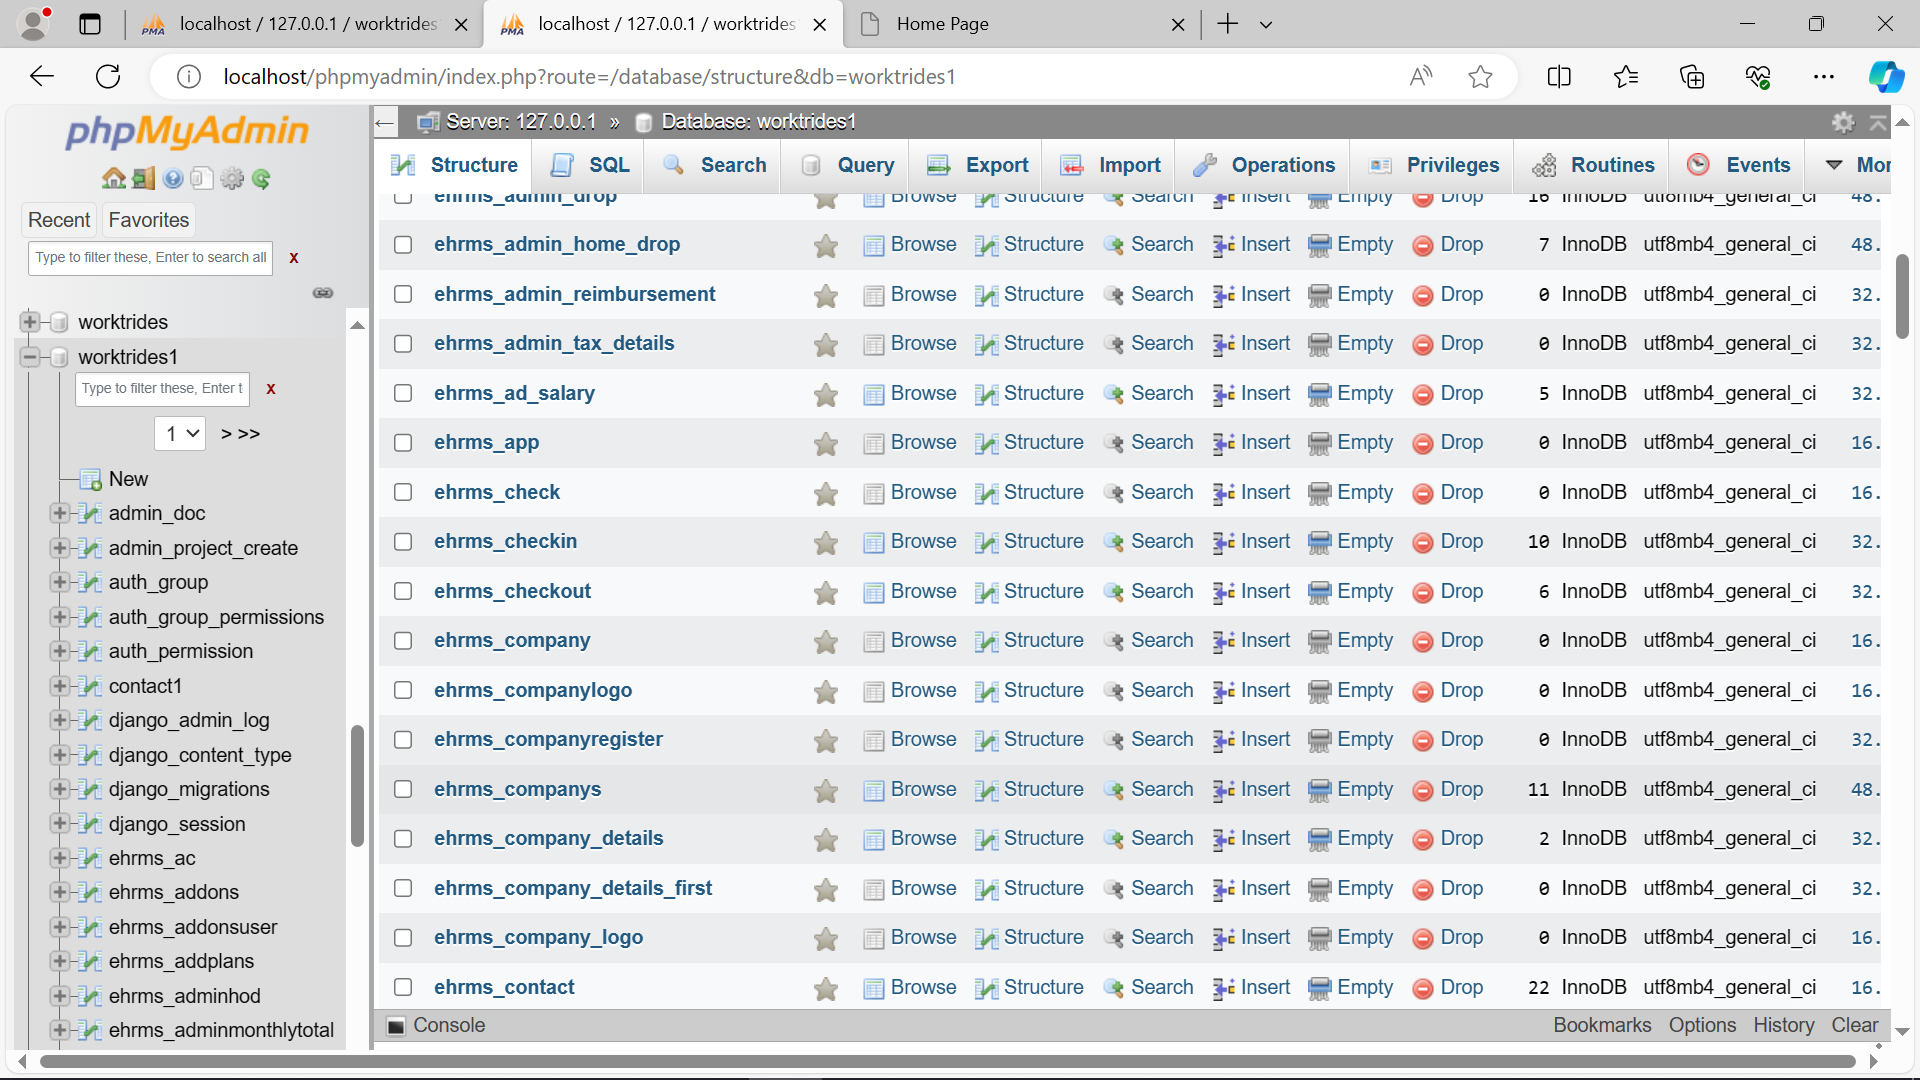 localhost / 127.0.0.1 / worktrides
localhost / 127.0.0.1 / worktrides
Home Page
localhost/phpmyadmin/index.php?route=/database/structure&db=worktrides1
phpMyAdmin
Recent Favorites
Type to filter these, Enter to search all X
worktrides
worktrides1
Type to filter these, Enter t X
1 > >>
New
admin_doc
admin_project_create
auth_group
auth_group_permissions
auth_permission
contact1
django_admin_log
django_content_type
django_migrations
django_session
ehrms_ac
ehrms_addons
ehrms_addonsuser
ehrms_addplans
ehrms_adminhod
ehrms_adminmonthlytotal
Server: 127.0.0.1 » Database: worktrides1
Structure SQL Search Query Export Import Operations Privileges Routines Events Mor
ehrms_admin_drop Browse Structure Search Insert Empty Drop 16 InnoDB utf8mb4_general_ci 48.
ehrms_admin_home_drop Browse Structure Search Insert Empty Drop 7 InnoDB utf8mb4_general_ci 48.
ehrms_admin_reimbursement Browse Structure Search Insert Empty Drop 0 InnoDB utf8mb4_general_ci 32.
ehrms_admin_tax_details Browse Structure Search Insert Empty Drop 0 InnoDB utf8mb4_general_ci 32.
ehrms_ad_salary Browse Structure Search Insert Empty Drop 5 InnoDB utf8mb4_general_ci 32.
ehrms_app Browse Structure Search Insert Empty Drop 0 InnoDB utf8mb4_general_ci 16.
ehrms_check Browse Structure Search Insert Empty Drop 0 InnoDB utf8mb4_general_ci 16.
ehrms_checkin Browse Structure Search Insert Empty Drop 10 InnoDB utf8mb4_general_ci 32.
ehrms_checkout Browse Structure Search Insert Empty Drop 6 InnoDB utf8mb4_general_ci 32.
ehrms_company Browse Structure Search Insert Empty Drop 0 InnoDB utf8mb4_general_ci 16.
ehrms_companylogo Browse Structure Search Insert Empty Drop 0 InnoDB utf8mb4_general_ci 16.
ehrms_companyregister Browse Structure Search Insert Empty Drop 0 InnoDB utf8mb4_general_ci 32.
ehrms_companys Browse Structure Search Insert Empty Drop 11 InnoDB utf8mb4_general_ci 48.
ehrms_company_details Browse Structure Search Insert Empty Drop 2 InnoDB utf8mb4_general_ci 32.
ehrms_company_details_first Browse Structure Search Insert Empty Drop 0 InnoDB utf8mb4_general_ci 32.
ehrms_company_logo Browse Structure Search Insert Empty Drop 0 InnoDB utf8mb4_general_ci 16.
ehrms_contact Browse Structure Search Insert Empty Drop 22 InnoDB utf8mb4_general_ci 16.
Console Bookmarks Options History Clear